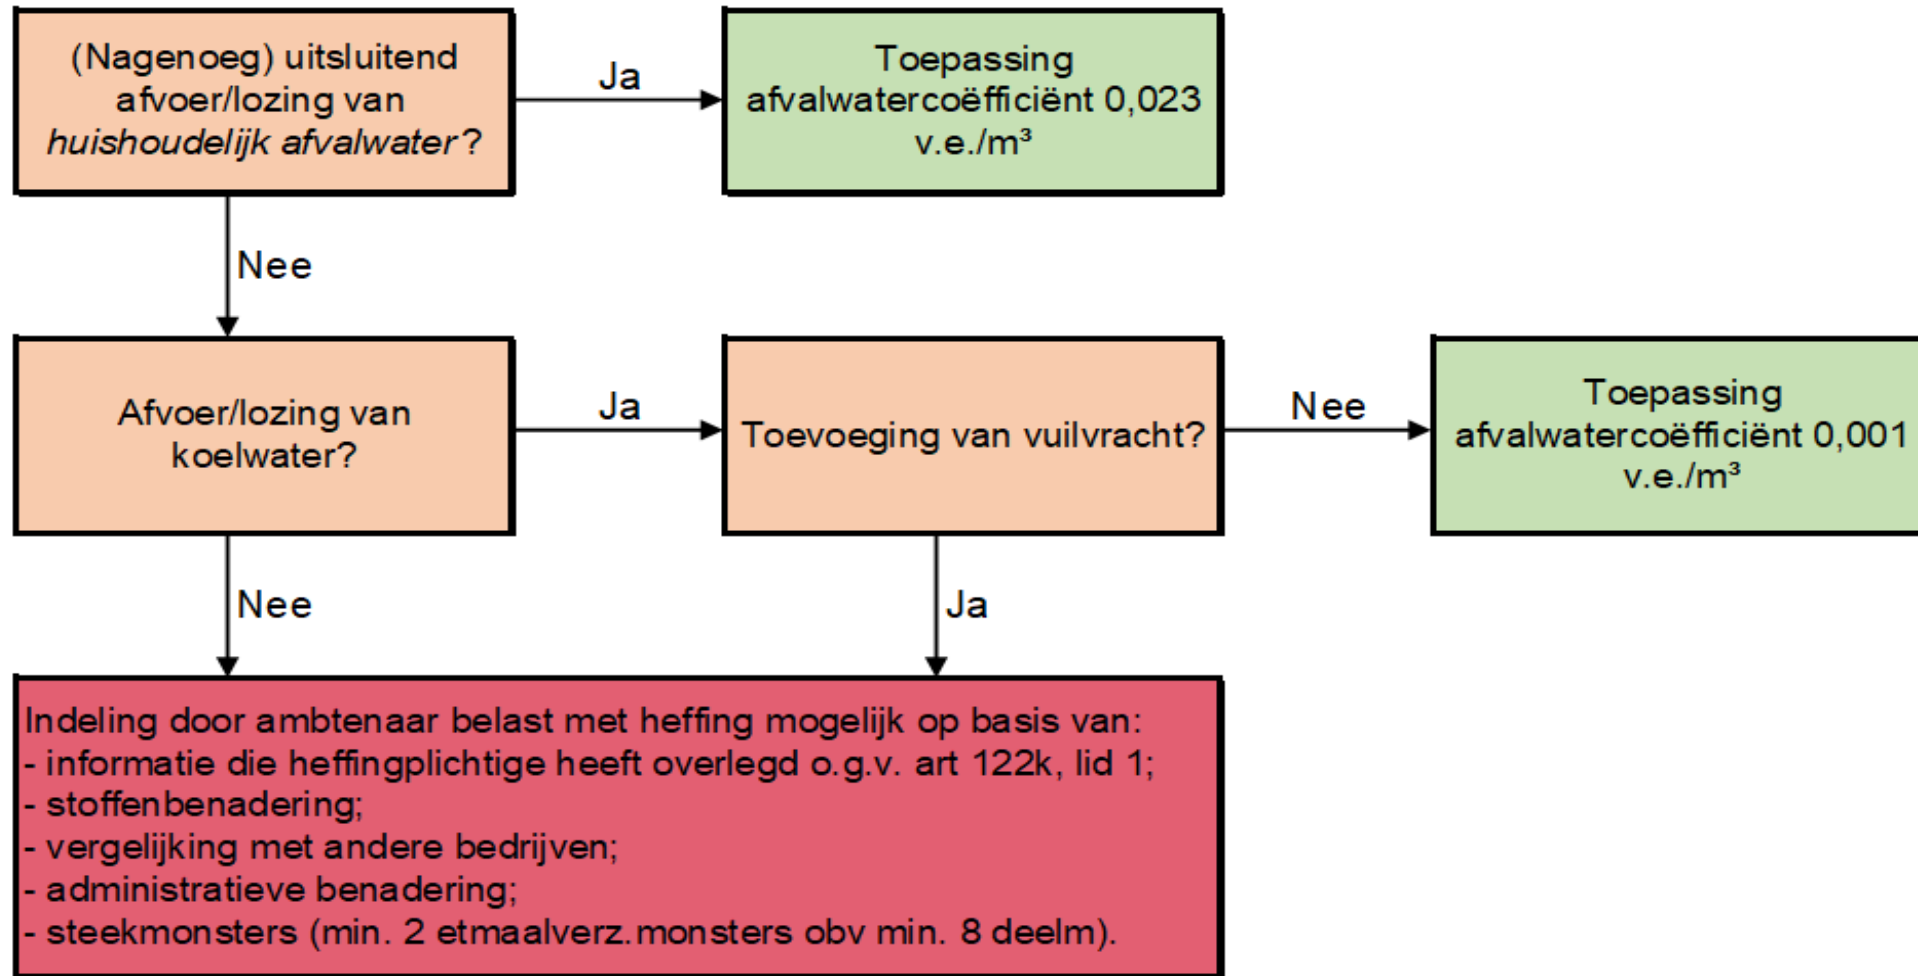 (Nagenoeg) uitsluitend
afvoer/lozing van
huishoudelijk afvalwater?
Ja
Toepassing
afvalwatercoëfficiënt 0,023
v.e./m³
Nee
Afvoer/lozing van
koelwater?
Ja
Toevoeging van vuilvracht?
Nee
Toepassing
afvalwatercoëfficiënt 0,001
v.e./m³
Nee
Ja
Indeling door ambtenaar belast met heffing mogelijk op basis van:
- informatie die heffingplichtige heeft overlegd o.g.v. art 122k, lid 1;
- stoffenbenadering;
- vergelijking met andere bedrijven;
- administratieve benadering;
- steekmonsters (min. 2 etmaalverz.monsters obv min. 8 deelm).